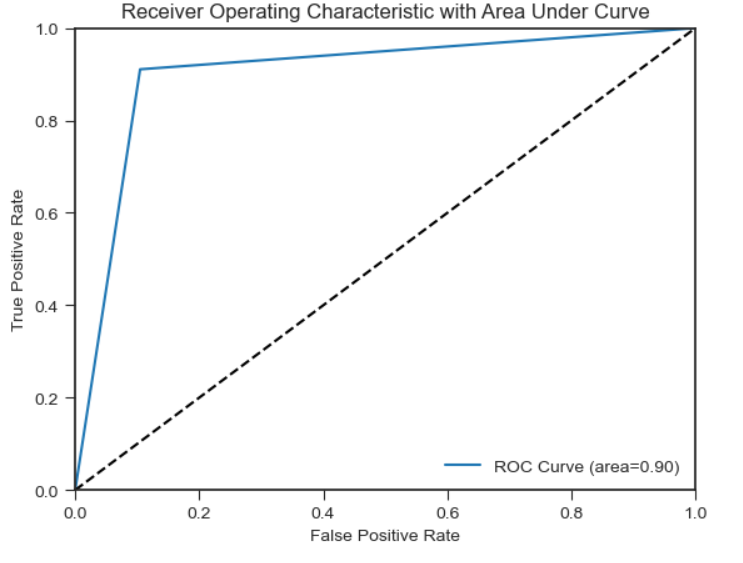 Receiver Operating Characteristic with Area Under Curve
1.0
0.8
0.6
0.4
0.2
0.0
True Positive Rate
ROC Curve (area=0.90)
0.0 0.2 0.4 0.6 0.8 1.0
False Positive Rate